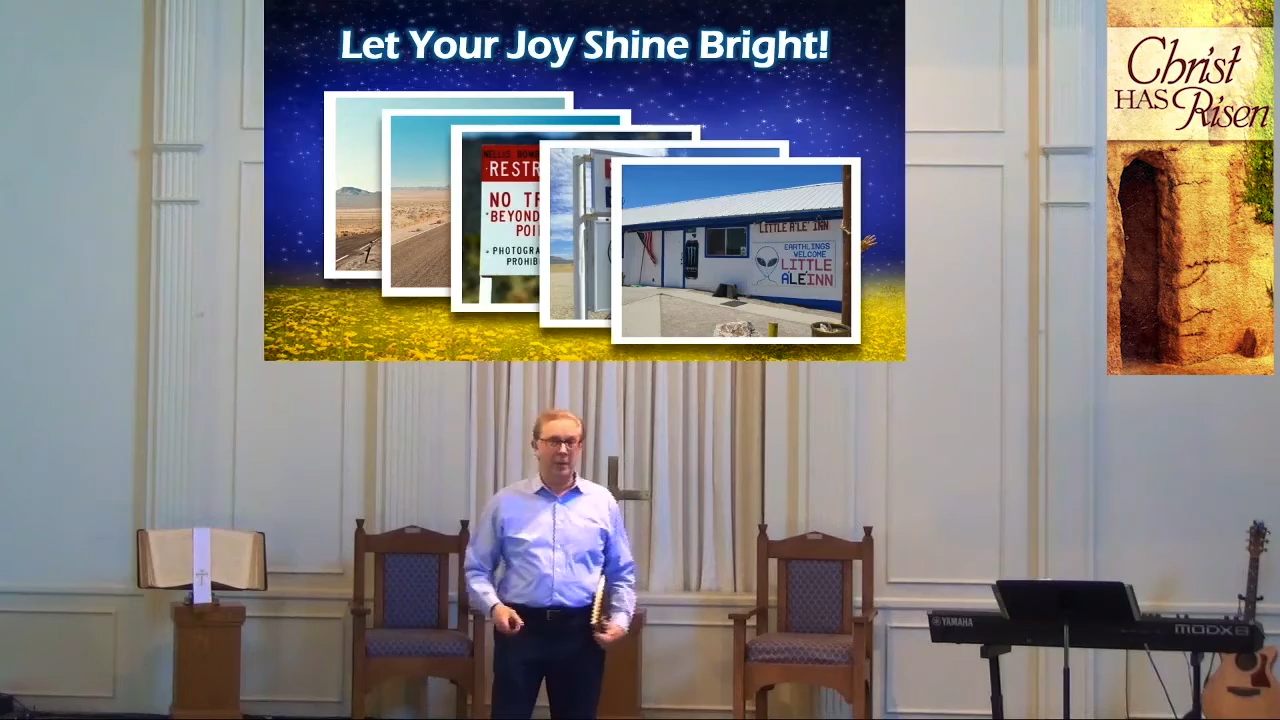 Let Your Joy Shine Bright!
Christ
HAS Risen
RESTR
NO TR
BEYOND
POI
PHOTOGRA
PROHIB
LITTLE A'LE' INN
EARTHLINGS
WELCOME
LITTLE
A'LE'INN
YAMAHA
MODX8